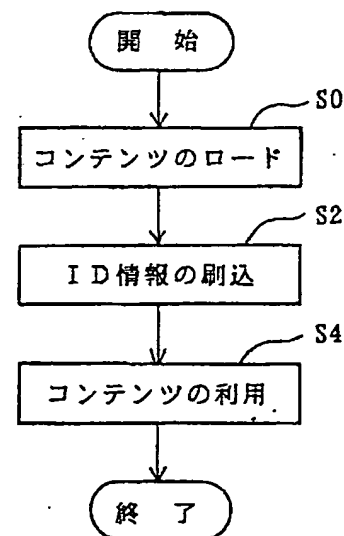 開 始
S0
コンテンツのロード
S2
ID情報の刷込
S4
コンテンツの利用
終 了